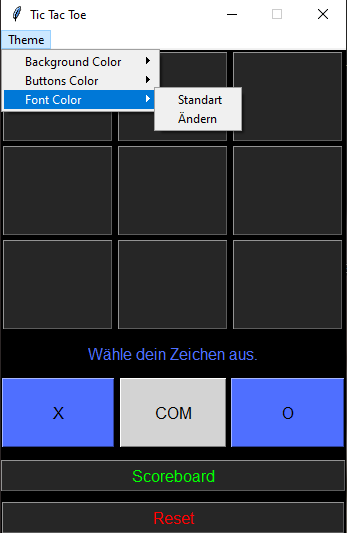 Tic Tac Toe
Theme
Background Color
Buttons Color
Font Color
Standart
Ändern
Wähle dein Zeichen aus.
X COM O
Scoreboard
Reset